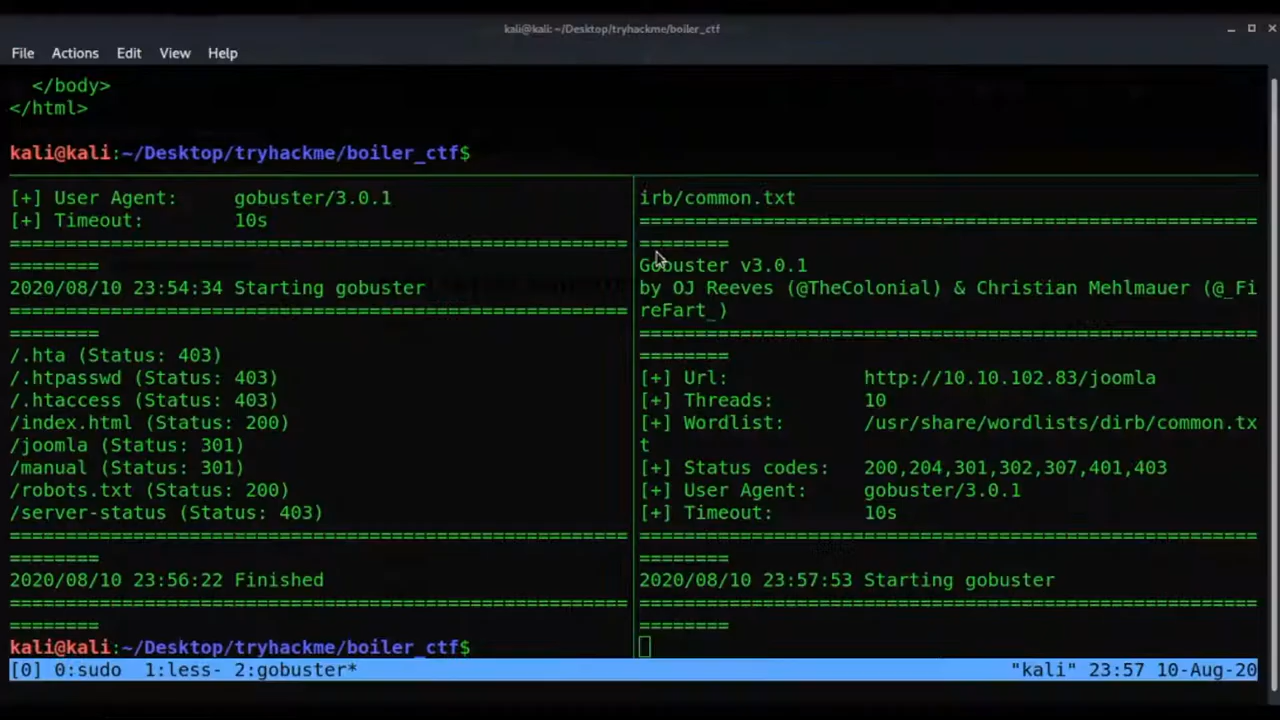 kali@kali: ~/Desktop/tryhackme/boiler_ctf
File Actions Edit View Help
</body>
</html>
kali@kali:~/Desktop/tryhackme/boiler_ctf$
[+] User Agent: gobuster/3.0.1
[+] Timeout: 10s
===============================================================
2020/08/10 23:54:34 Starting gobuster
===============================================================
/.hta (Status: 403)
/.htpasswd (Status: 403)
/.htaccess (Status: 403)
/index.html (Status: 200)
/joomla (Status: 301)
/manual (Status: 301)
/robots.txt (Status: 200)
/server-status (Status: 403)
===============================================================
2020/08/10 23:56:22 Finished
===============================================================
kali@kali:~/Desktop/tryhackme/boiler_ctf$
irb/common.txt
===============================================================
Gobuster v3.0.1
by OJ Reeves (@TheColonial) & Christian Mehlmauer (@_Fi
reFart_)
===============================================================
[+] Url: http://10.10.102.83/joomla
[+] Threads: 10
[+] Wordlist: /usr/share/wordlists/dirb/common.tx
t
[+] Status codes: 200,204,301,302,307,401,403
[+] User Agent: gobuster/3.0.1
[+] Timeout: 10s
===============================================================
2020/08/10 23:57:53 Starting gobuster
===============================================================
[0] 0:sudo 1:less- 2:gobuster* "kali" 23:57 10-Aug-20